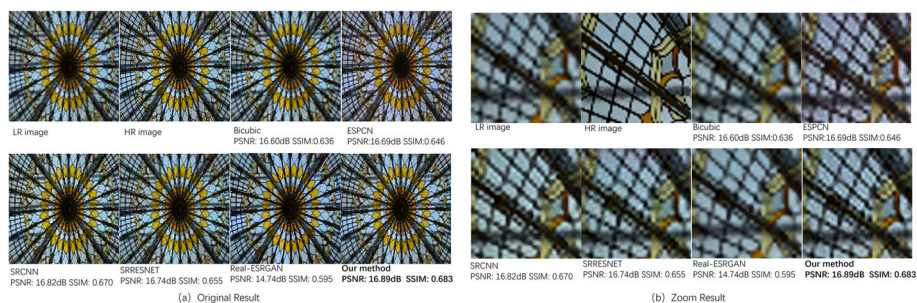 LR image
HR image
Bicubic
PSNR: 16.60dB SSIM:0.636
ESPCN
PSNR:16.69dB SSIM:0.646
SRCNN
PSNR: 16.82dB SSIM: 0.670
SRRESNET
PSNR: 16.74dB SSIM: 0.655
Real-ESRGAN
PSNR: 14.74dB SSIM: 0.595
Our method
PSNR: 16.89dB SSIM: 0.683
(a) Original Result
LR image
HR image
Bicubic
PSNR: 16.60dB SSIM:0.636
ESPCN
PSNR:16.69dB SSIM:0.646
SRCNN
PSNR: 16.82dB SSIM: 0.670
SRRESNET
PSNR: 16.74dB SSIM: 0.655
Real-ESRGAN
PSNR: 14.74dB SSIM: 0.595
Our method
PSNR: 16.89dB SSIM: 0.683
(b) Zoom Result